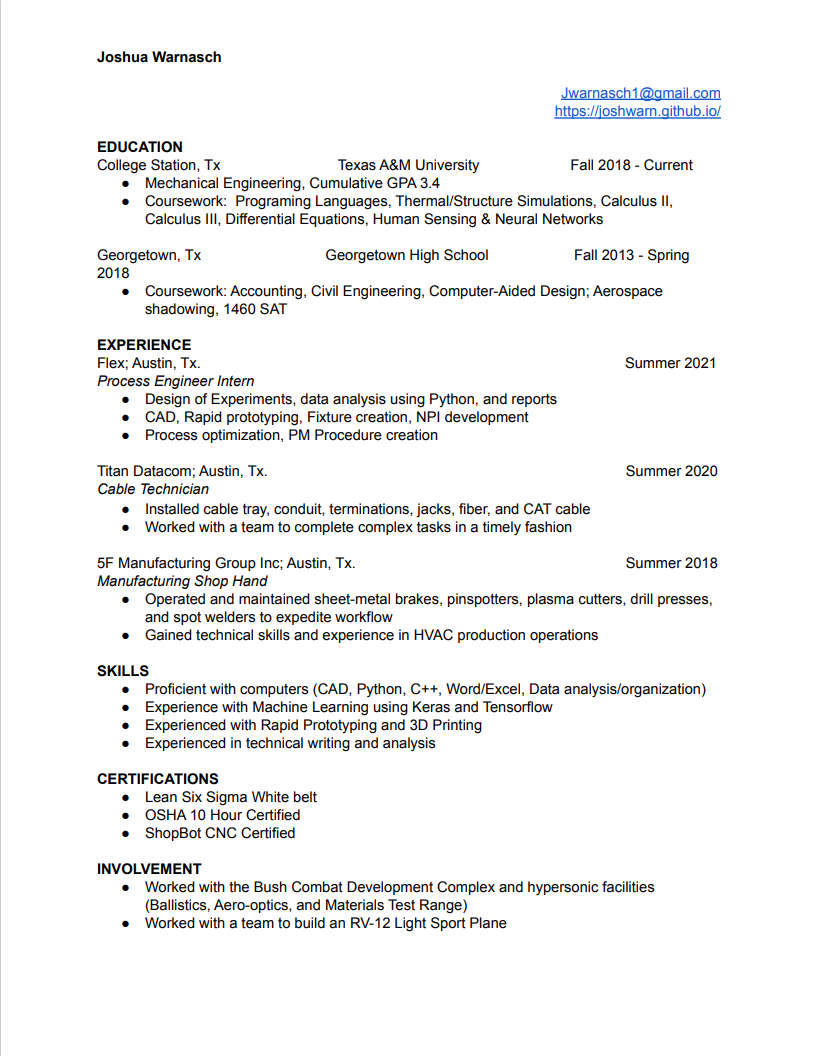 Joshua Warnasch
Jwarnasch1@gmail.com
https://joshwarn.github.io/
EDUCATION
College Station, Tx Texas A&M University Fall 2018 - Current
● Mechanical Engineering, Cumulative GPA 3.4
● Coursework: Programing Languages, Thermal/Structure Simulations, Calculus II,
Calculus III, Differential Equations, Human Sensing & Neural Networks
Georgetown, Tx Georgetown High School Fall 2013 - Spring
2018
● Coursework: Accounting, Civil Engineering, Computer-Aided Design; Aerospace
shadowing, 1460 SAT
EXPERIENCE
Flex; Austin, Tx. Summer 2021
Process Engineer Intern
● Design of Experiments, data analysis using Python, and reports
● CAD, Rapid prototyping, Fixture creation, NPI development
● Process optimization, PM Procedure creation
Titan Datacom; Austin, Tx. Summer 2020
Cable Technician
● Installed cable tray, conduit, terminations, jacks, fiber, and CAT cable
● Worked with a team to complete complex tasks in a timely fashion
5F Manufacturing Group Inc; Austin, Tx. Summer 2018
Manufacturing Shop Hand
● Operated and maintained sheet-metal brakes, pinspotters, plasma cutters, drill presses,
and spot welders to expedite workflow
● Gained technical skills and experience in HVAC production operations
SKILLS
● Proficient with computers (CAD, Python, C++, Word/Excel, Data analysis/organization)
● Experience with Machine Learning using Keras and Tensorflow
● Experienced with Rapid Prototyping and 3D Printing
● Experienced in technical writing and analysis
CERTIFICATIONS
● Lean Six Sigma White belt
● OSHA 10 Hour Certified
● ShopBot CNC Certified
INVOLVEMENT
● Worked with the Bush Combat Development Complex and hypersonic facilities
(Ballistics, Aero-optics, and Materials Test Range)
● Worked with a team to build an RV-12 Light Sport Plane